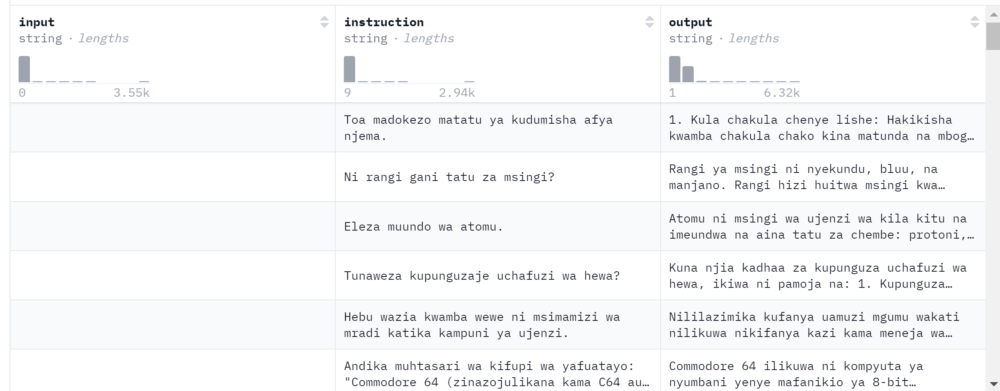 input
string · lengths
0 3.55k
instruction
string · lengths
9 2.94k
output
string · lengths
1 6.32k
Toa madokezo matatu ya kudumisha afya
njema.
1. Kula chakula chenye lishe: Hakikisha
kwamba chakula chako kina matunda na mbog…
Ni rangi gani tatu za msingi?
Rangi ya msingi ni nyekundu, bluu, na
manjano. Rangi hizi huitwa msingi kwa…
Eleza muundo wa atomu.
Atomu ni msingi wa ujenzi wa kila kitu na
imeundwa na aina tatu za chembe: protoni,…
Tunaweza kupunguzaje uchafuzi wa hewa?
Kuna njia kadhaa za kupunguza uchafuzi wa
hewa, ikiwa ni pamoja na: 1. Kupunguza…
Hebu wazia kwamba wewe ni msimamizi wa
mradi katika kampuni ya ujenzi.
Nililazimika kufanya uamuzi mgumu wakati
nilikuwa nikifanya kazi kama meneja wa…
Andika muhtasari wa kifupi wa yafuatayo:
"Commodore 64 (zinazojulikana kama C64 au…
Commodore 64 ilikuwa ni kompyuta ya
nyumbani yenye mafanikio ya 8-bit…